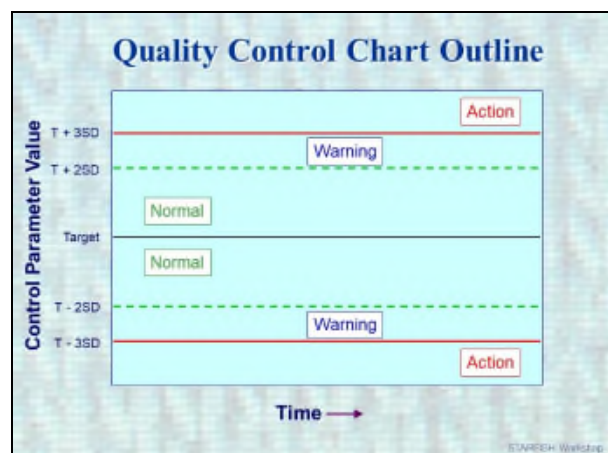 Quality Control Chart Outline
Action
T + 3SD
Warning
T + 2SD
Normal
Control Parameter Value
Target
Normal
T - 2SD
Warning
T - 3SD
Action
Time
STARFISH Workshop